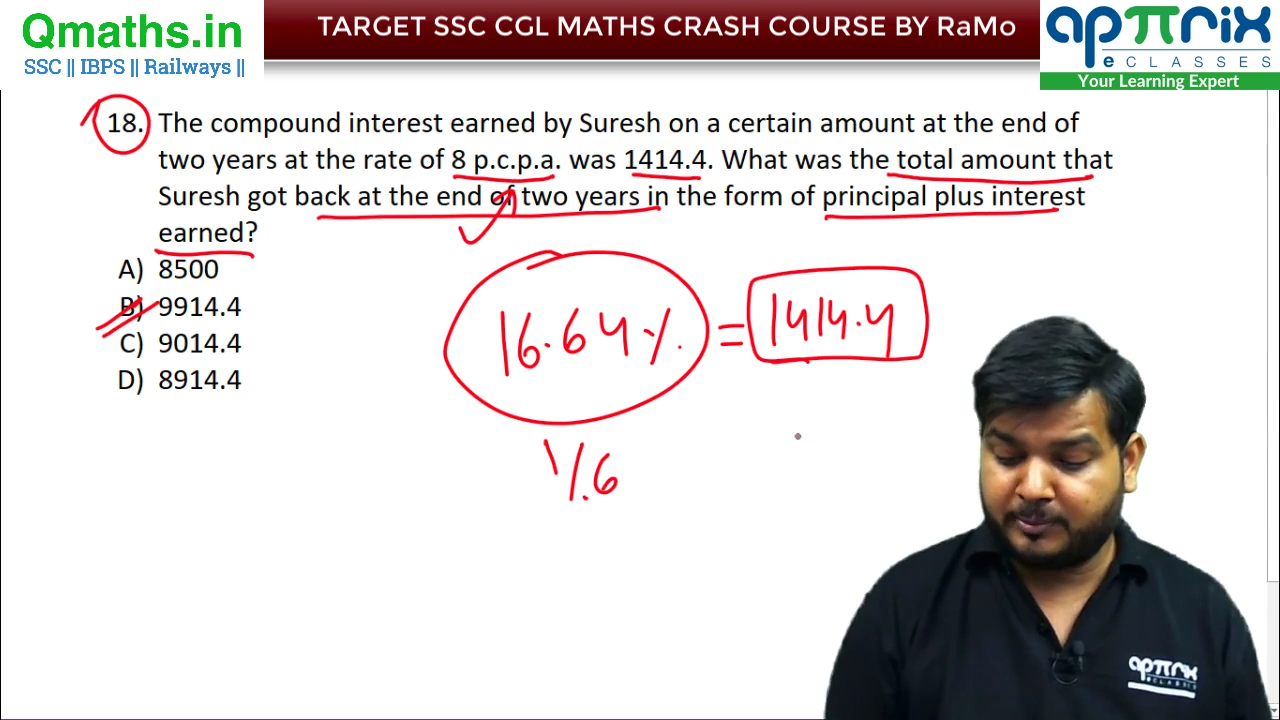 Qmaths.in
SSC || IBPS || Railways ||
TARGET SSC CGL MATHS CRASH COURSE BY RaMo
apππrix
eCLASSES
Your Learning Expert
18. The compound interest earned by Suresh on a certain amount at the end of
two years at the rate of 8 p.c.p.a. was 1414.4. What was the total amount that
Suresh got back at the end of two years in the form of principal plus interest
earned?
A) 8500
B) 9914.4
C) 9014.4
D) 8914.4
16.64% = 1414.4
1/.6
apππrix
eCLASSES